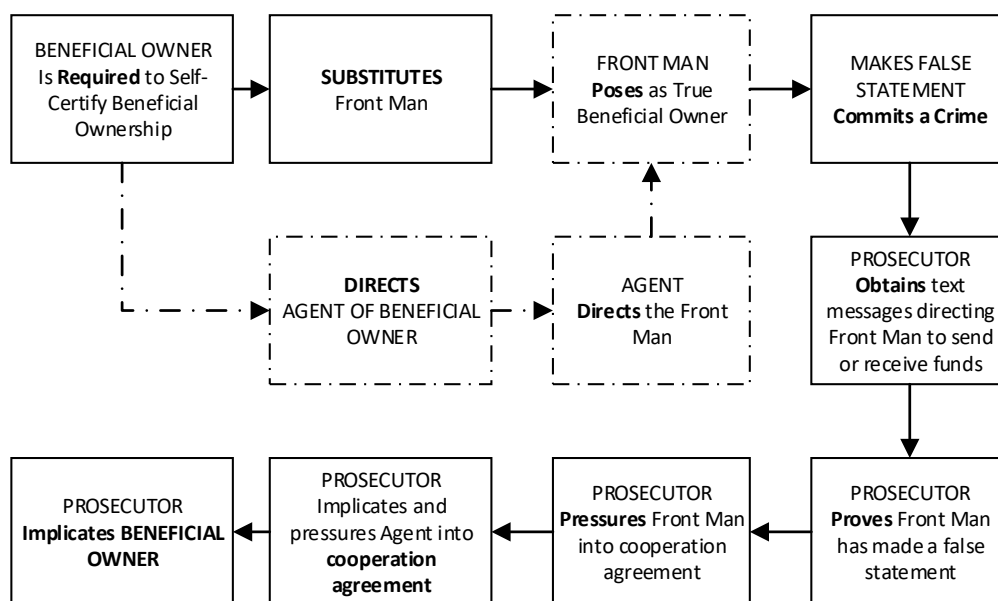 BENEFICIAL OWNER
Is Required to Self-
Certify Beneficial
Ownership
SUBSTITUTES
Front Man
FRONT MAN
Poses as True
Beneficial Owner
MAKES FALSE
STATEMENT
Commits a Crime
DIRECTS
AGENT OF BENEFICIAL
OWNER
AGENT
Directs the Front
Man
PROSECUTOR
Obtains text
messages directing
Front Man to send
or receive funds
PROSECUTOR
Implicates BENEFICIAL
OWNER
PROSECUTOR
Implicates and
pressures Agent into
cooperation
agreement
PROSECUTOR
Pressures Front Man
into cooperation
agreement
PROSECUTOR
Proves Front Man
has made a false
statement